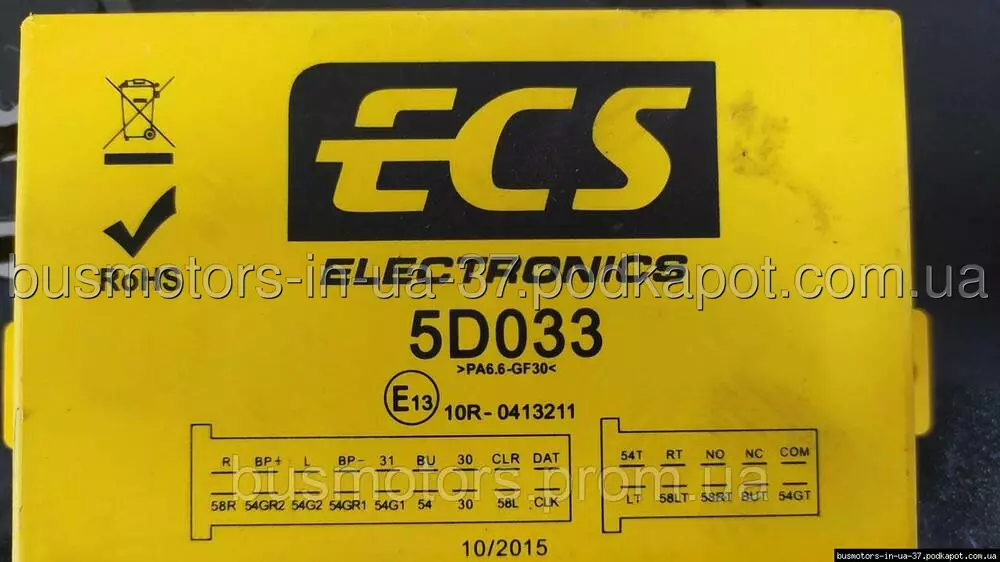 ECS
ELECTRONICS
RoHS
busmotors-in-ua-37.podkapot.com.ua
5D033
>PA6.6-GF30<
E13 10R-0413211
R BP+ L BP- 31 BU 30 CLR DAT
58R 54GR2 54G2 54GR1 54G1 54 30 58L CLK
54T RT NO NC COM
LT 58LT 58RT BUT 54GT
busmotors.prom.ua
10/2015
busmotors-in-ua-37.podkapot.com.ua